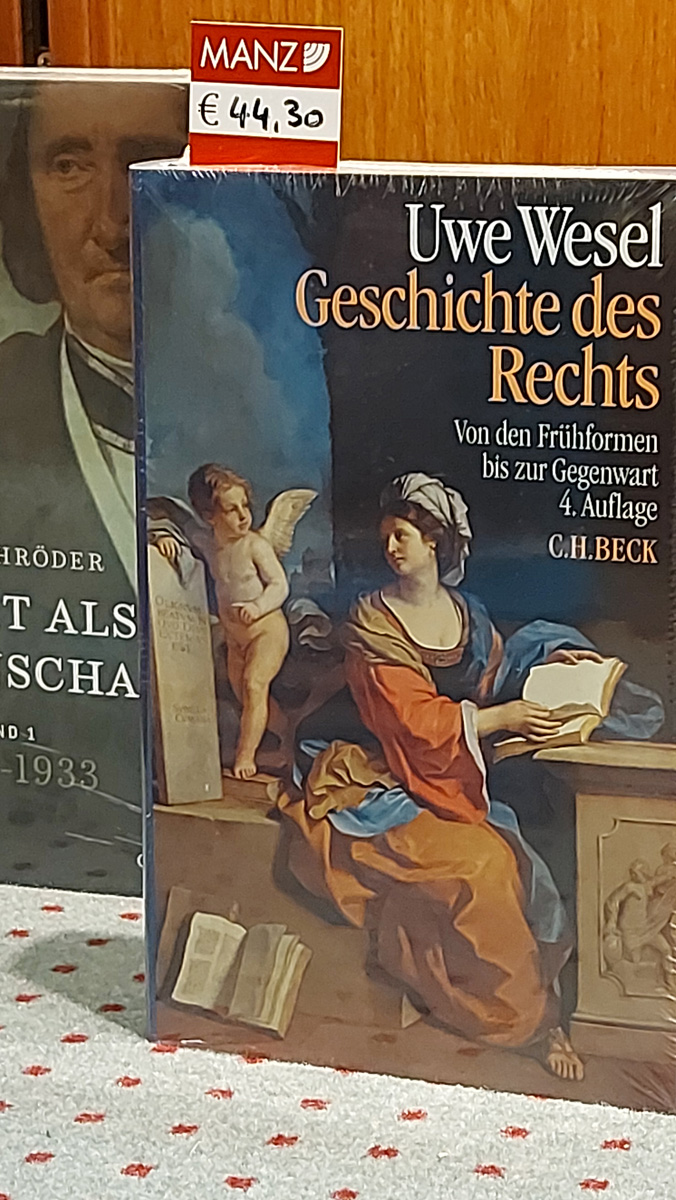 MANZ
€ 44,30
Uwe Wesel
Geschichte des
Rechts
Von den Frühformen
bis zur Gegenwart
4. Auflage
C.H.BECK
HRÖDER
T ALS
SCHA
ND 1
-1933